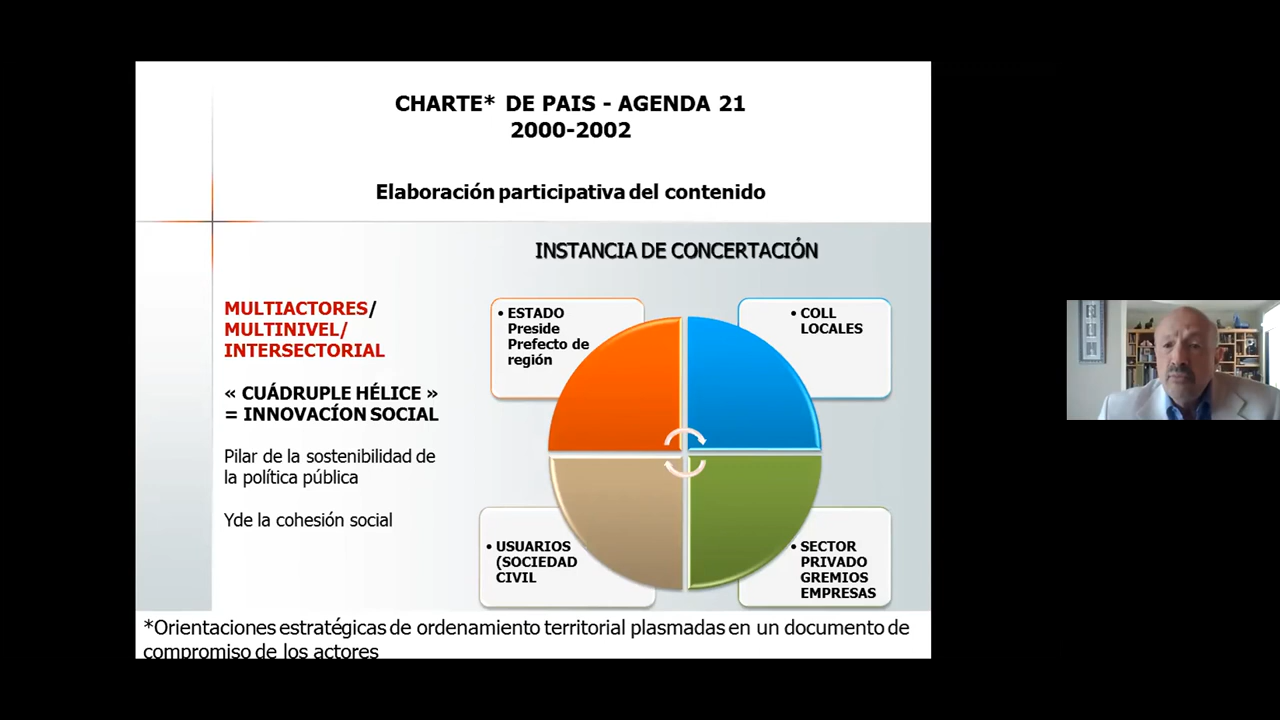 CHARTE* DE PAIS - AGENDA 21
2000-2002
Elaboración participativa del contenido
INSTANCIA DE CONCERTACIÓN
MULTIACTORES/
MULTINIVEL/
INTERSECTORIAL
« CUÁDRUPLE HÉLICE »
= INNOVACÍON SOCIAL
Pilar de la sostenibilidad de
la política pública
Yde la cohesión social
• ESTADO
Preside
Prefecto de
región
• COLL
LOCALES
• USUARIOS
(SOCIEDAD
CIVIL
• SECTOR
PRIVADO
GREMIOS
EMPRESAS
*Orientaciones estratégicas de ordenamiento territorial plasmadas en un documento de
compromiso de los actores